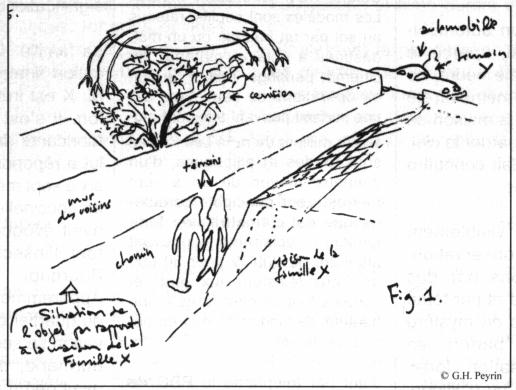 automobile
humain
cerisier
témoins
mur
des voisins
chemin
maison de la
famille X
Fig. 1.
Situation de
l'objet par rapport
à la maison de la
Famille X
© G.H. Peyrin